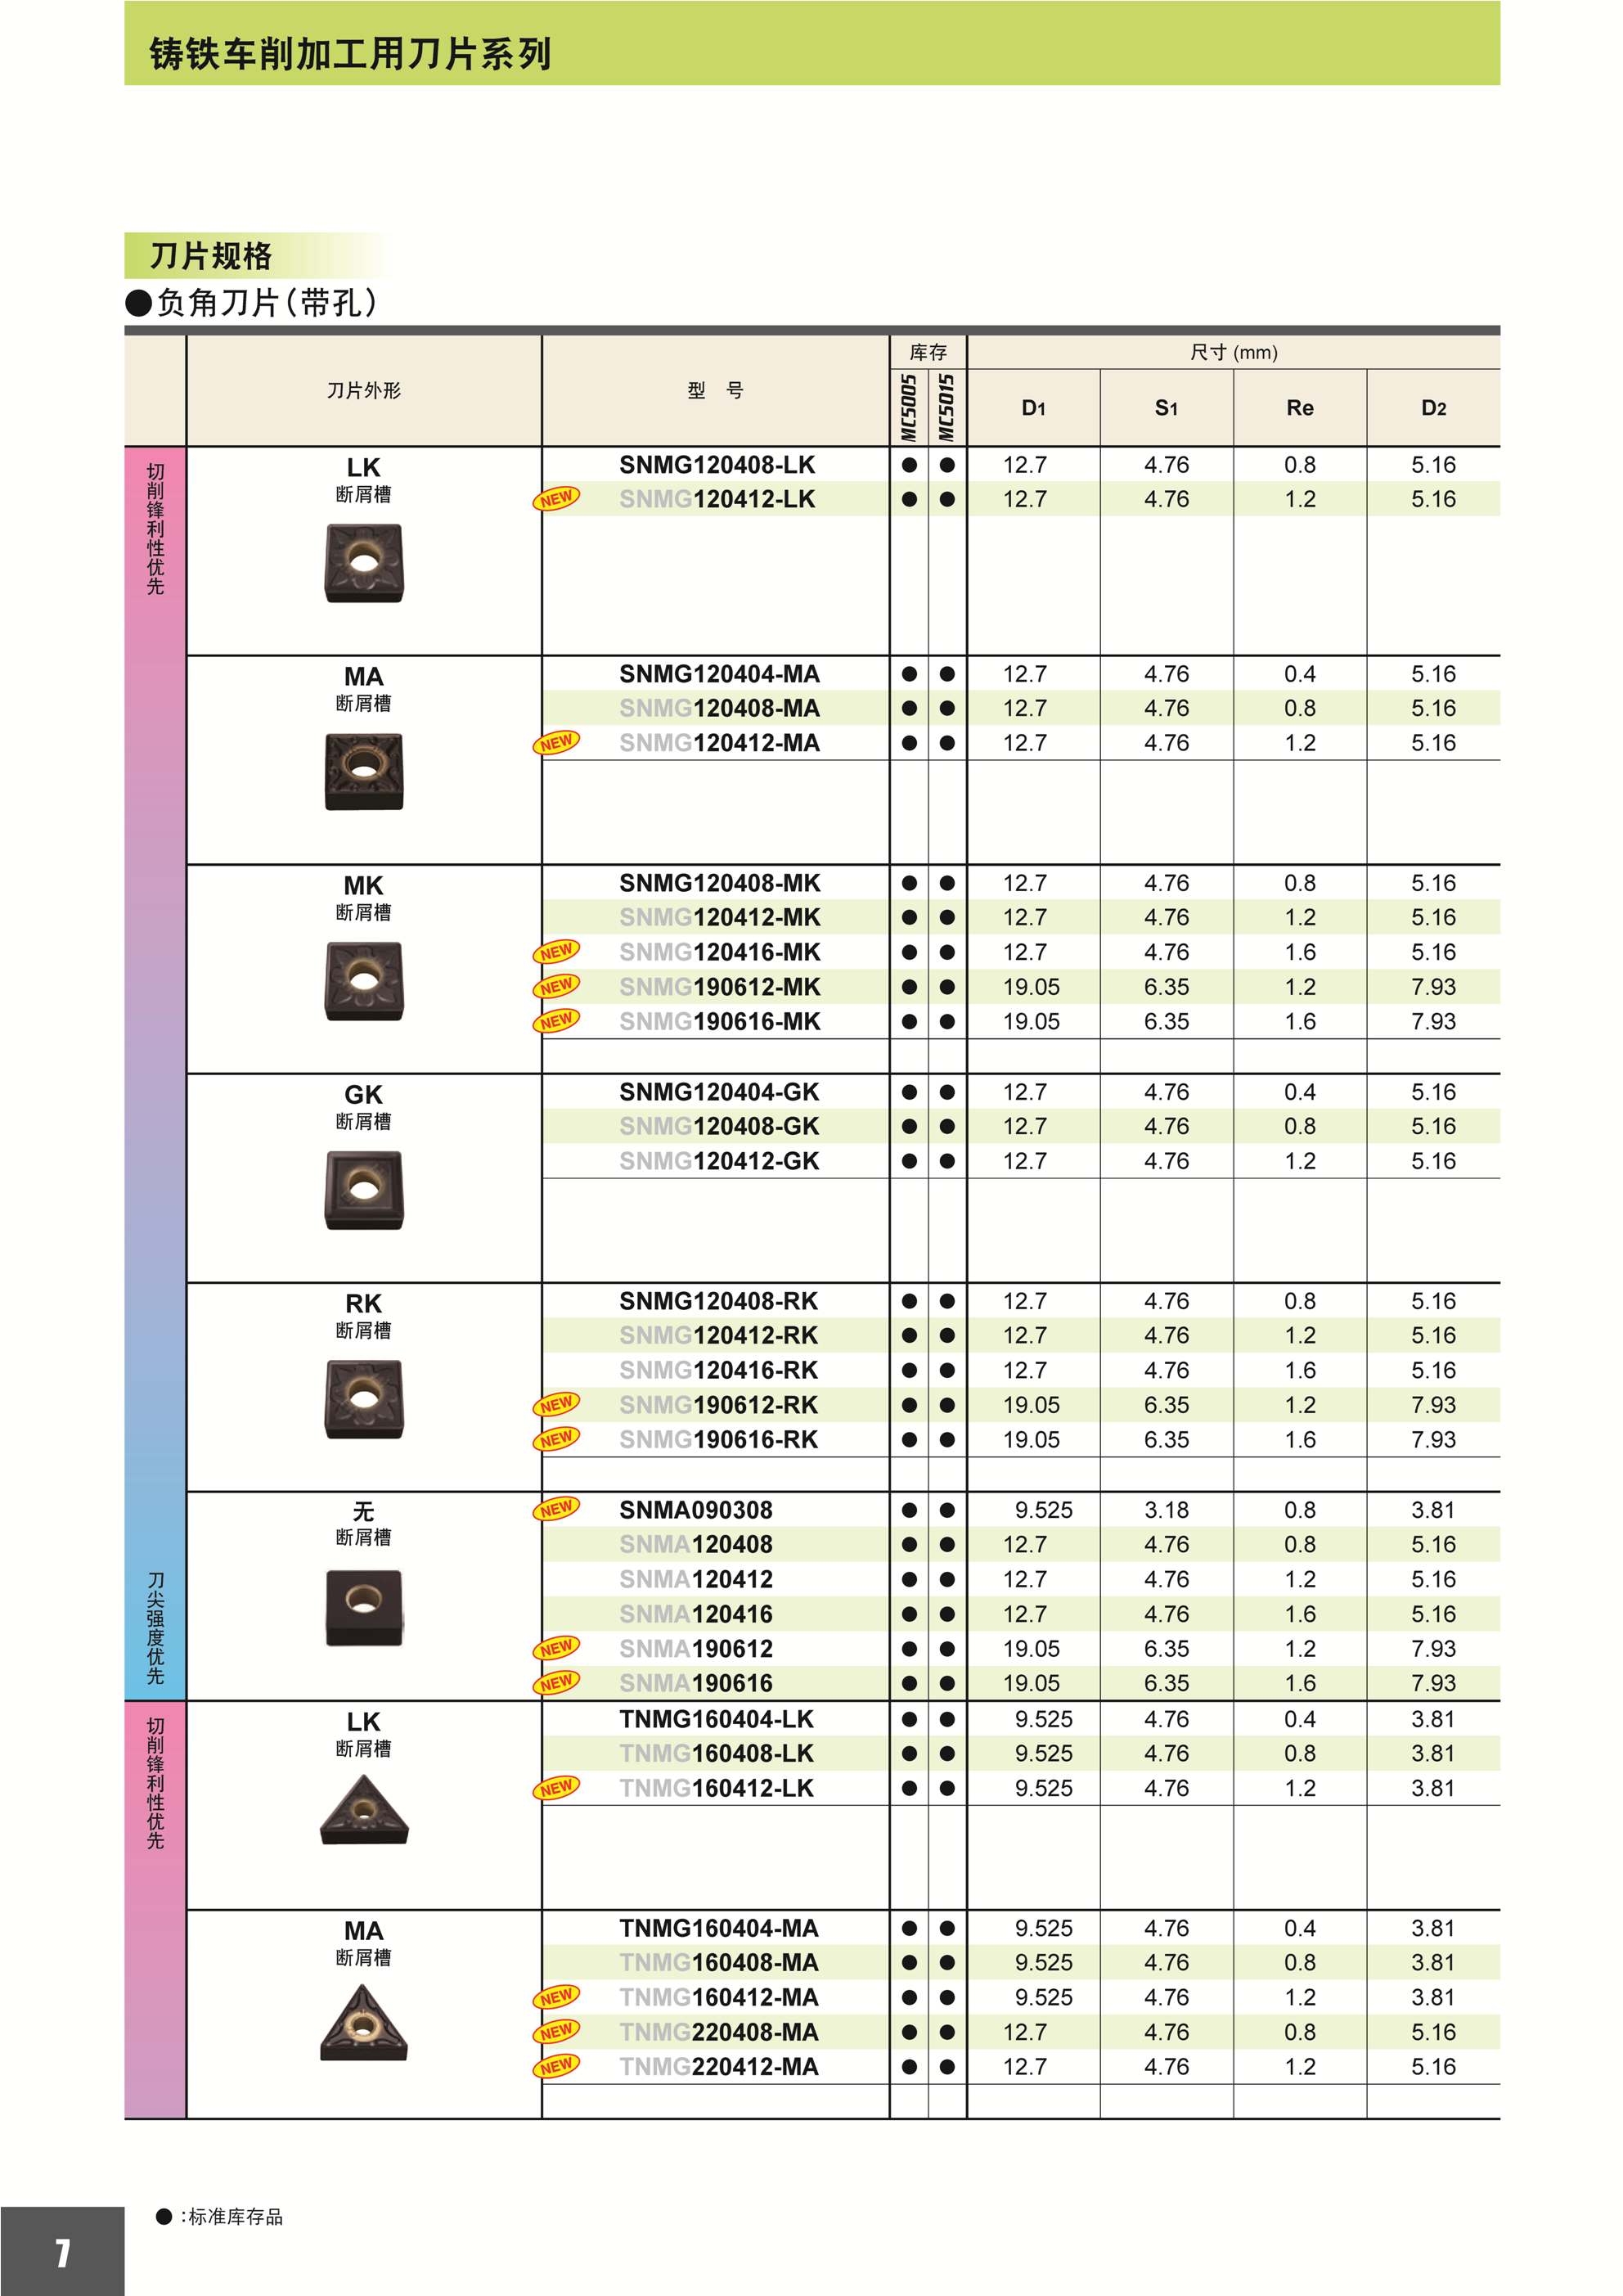 铸铁车削加工用刀片系列
刀片规格
●负角刀片(带孔)
刀片外形 型 号 库存 尺寸 (mm)
MC5005 MC5015 D1 S1 Re D2
切削锋利性优先
LK
断屑槽
SNMG120408-LK ● ● 12.7 4.76 0.8 5.16
NEW SNMG120412-LK ● ● 12.7 4.76 1.2 5.16
MA
断屑槽
SNMG120404-MA ● ● 12.7 4.76 0.4 5.16
SNMG120408-MA ● ● 12.7 4.76 0.8 5.16
NEW SNMG120412-MA ● ● 12.7 4.76 1.2 5.16
MK
断屑槽
SNMG120408-MK ● ● 12.7 4.76 0.8 5.16
SNMG120412-MK ● ● 12.7 4.76 1.2 5.16
NEW SNMG120416-MK ● ● 12.7 4.76 1.6 5.16
NEW SNMG190612-MK ● ● 19.05 6.35 1.2 7.93
NEW SNMG190616-MK ● ● 19.05 6.35 1.6 7.93
GK
断屑槽
SNMG120404-GK ● ● 12.7 4.76 0.4 5.16
SNMG120408-GK ● ● 12.7 4.76 0.8 5.16
SNMG120412-GK ● ● 12.7 4.76 1.2 5.16
RK
断屑槽
SNMG120408-RK ● ● 12.7 4.76 0.8 5.16
SNMG120412-RK ● ● 12.7 4.76 1.2 5.16
SNMG120416-RK ● ● 12.7 4.76 1.6 5.16
NEW SNMG190612-RK ● ● 19.05 6.35 1.2 7.93
NEW SNMG190616-RK ● ● 19.05 6.35 1.6 7.93
刀尖强度优先
无
断屑槽
NEW SNMA090308 ● ● 9.525 3.18 0.8 3.81
SNMA120408 ● ● 12.7 4.76 0.8 5.16
SNMA120412 ● ● 12.7 4.76 1.2 5.16
SNMA120416 ● ● 12.7 4.76 1.6 5.16
NEW SNMA190612 ● ● 19.05 6.35 1.2 7.93
NEW SNMA190616 ● ● 19.05 6.35 1.6 7.93
切削锋利性优先
LK
断屑槽
TNMG160404-LK ● ● 9.525 4.76 0.4 3.81
TNMG160408-LK ● ● 9.525 4.76 0.8 3.81
NEW TNMG160412-LK ● ● 9.525 4.76 1.2 3.81
MA
断屑槽
TNMG160404-MA ● ● 9.525 4.76 0.4 3.81
TNMG160408-MA ● ● 9.525 4.76 0.8 3.81
NEW TNMG160412-MA ● ● 9.525 4.76 1.2 3.81
NEW TNMG220408-MA ● ● 12.7 4.76 0.8 5.16
NEW TNMG220412-MA ● ● 12.7 4.76 1.2 5.16
● :标准库存品
7